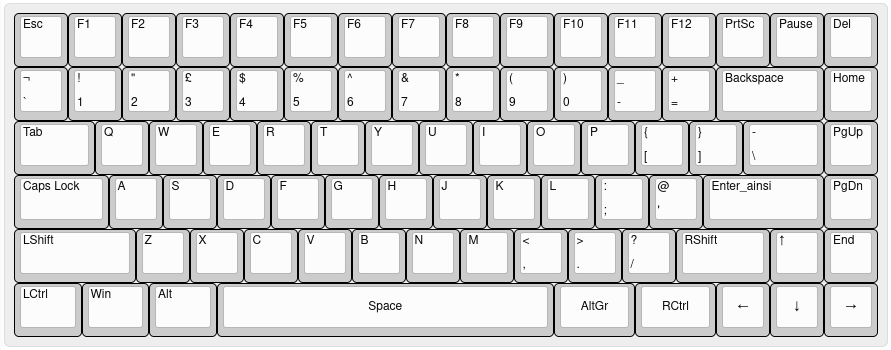 Esc F1 F2 F3 F4 F5 F6 F7 F8 F9 F10 F11 F12 PrtSc Pause Del
¬ ! " £ $ % ^ & * ( ) _ + Backspace Home
` 1 2 3 4 5 6 7 8 9 0 - =
Tab Q W E R T Y U I O P { } - PgUp
[ ] \
Caps Lock A S D F G H J K L : @ Enter_ainsi PgDn
; '
LShift Z X C V B N M < > ? RShift ↑ End
, . /
LCtrl Win Alt Space AltGr RCtrl ← ↓ →